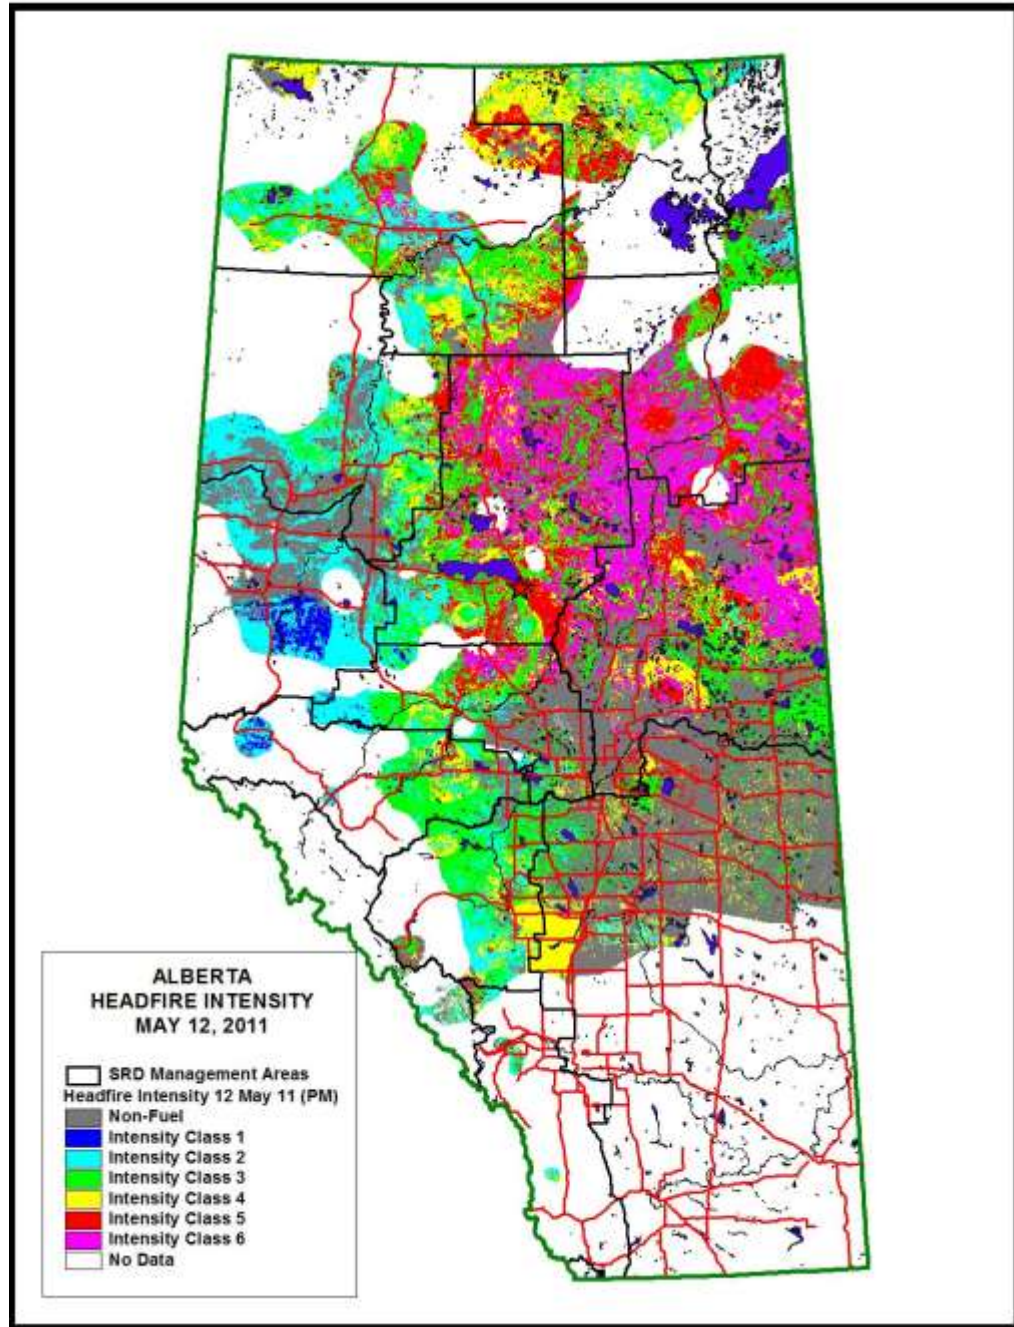 ALBERTA
HEADFIRE INTENSITY
MAY 12, 2011
SRD Management Areas
Headfire Intensity 12 May 11 (PM)
Non-Fuel
Intensity Class 1
Intensity Class 2
Intensity Class 3
Intensity Class 4
Intensity Class 5
Intensity Class 6
No Data